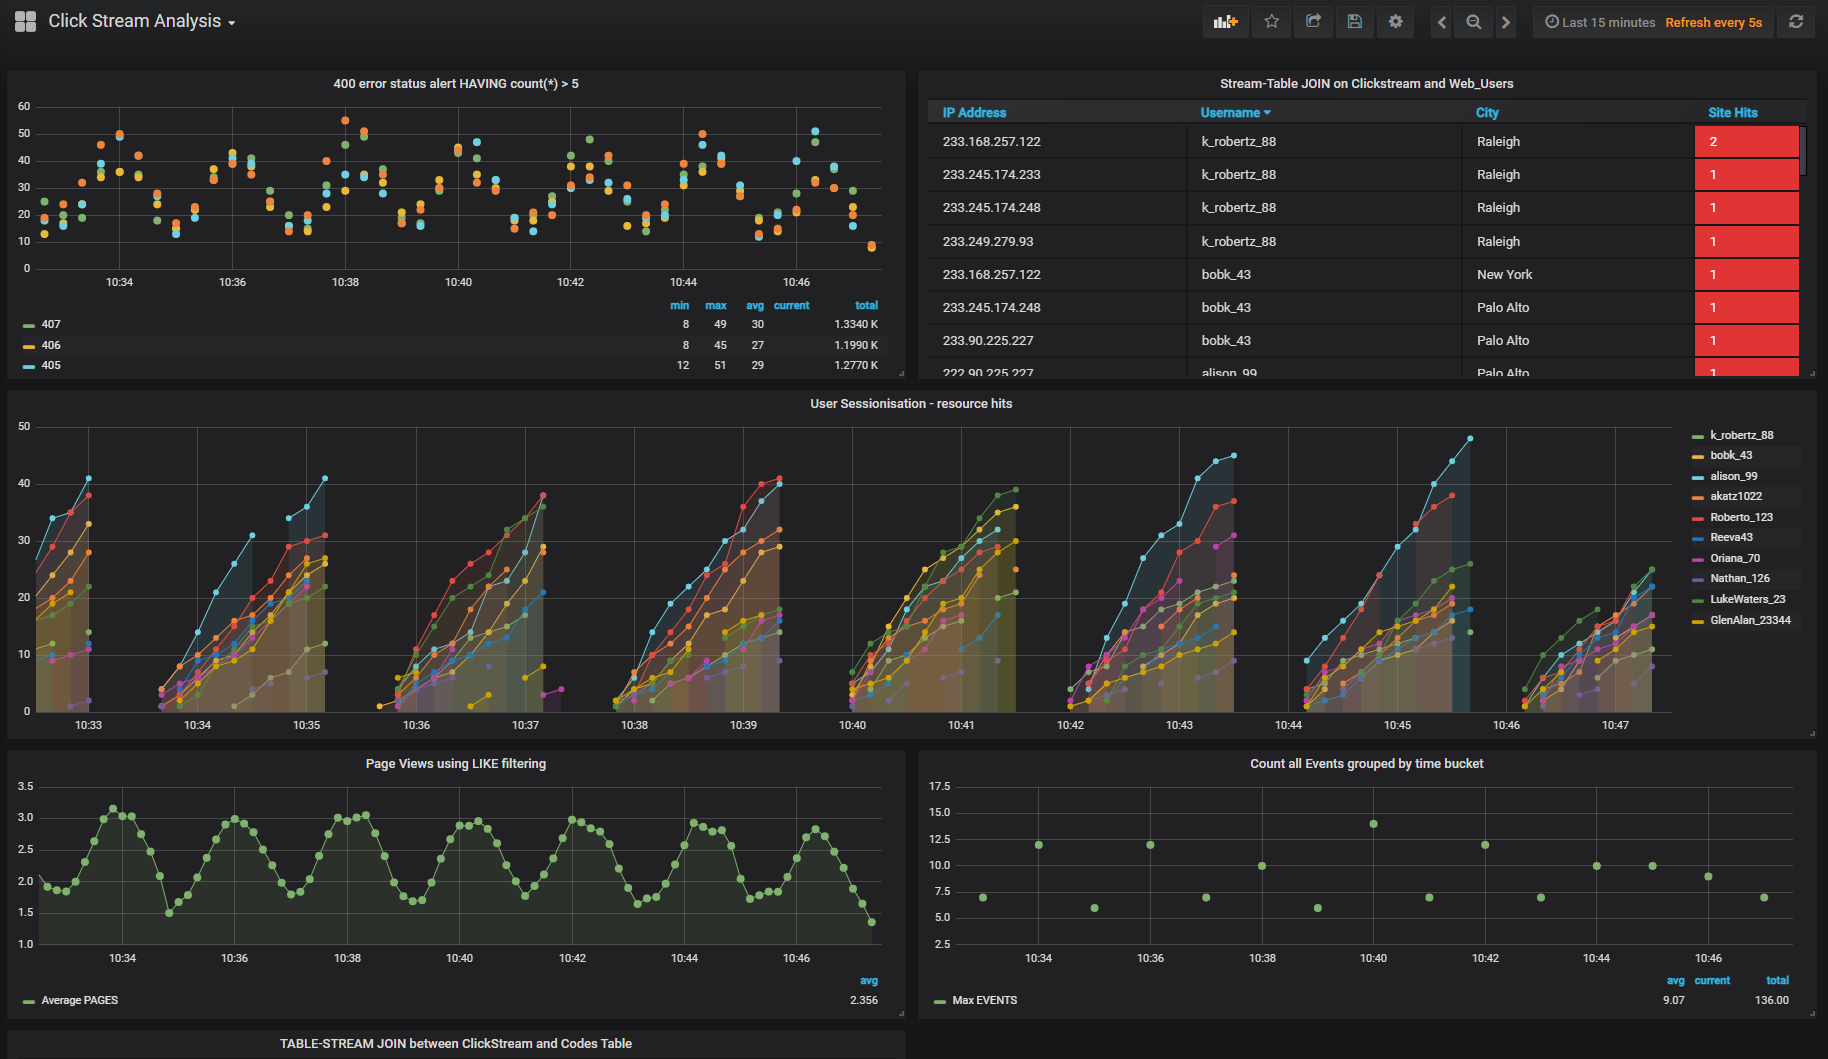 Click Stream Analysis
Last 15 minutes Refresh every 5s
400 error status alert HAVING count(*) > 5
60
50
40
30
20
10
0
10:34 10:36 10:38 10:40 10:42 10:44 10:46
min max avg current total
407 8 49 30 1.3340 K
406 8 45 27 1.1990 K
405 12 51 29 1.2770 K
Stream-Table JOIN on Clickstream and Web_Users
IP Address Username City Site Hits
233.168.257.122 k_robertz_88 Raleigh 2
233.245.174.233 k_robertz_88 Raleigh 1
233.245.174.248 k_robertz_88 Raleigh 1
233.249.279.93 k_robertz_88 Raleigh 1
233.168.257.122 bobk_43 New York 1
233.245.174.248 bobk_43 Palo Alto 1
233.90.225.227 bobk_43 Palo Alto 1
222.90.225.227 alison_99 Palo Alto 1
User Sessionisation - resource hits
50
40
30
20
10
0
10:33 10:34 10:35 10:36 10:37 10:38 10:39 10:40 10:41 10:42 10:43 10:44 10:45 10:46 10:47
k_robertz_88
bobk_43
alison_99
akatz1022
Roberto_123
Reeva43
Oriana_70
Nathan_126
LukeWaters_23
GlenAlan_23344
Page Views using LIKE filtering
3.5
3.0
2.5
2.0
1.5
1.0
10:34 10:36 10:38 10:40 10:42 10:44 10:46
avg
Average PAGES 2.356
Count all Events grouped by time bucket
17.5
15.0
12.5
10.0
7.5
5.0
2.5
10:34 10:36 10:38 10:40 10:42 10:44 10:46
avg current total
Max EVENTS 9.07 136.00
TABLE-STREAM JOIN between ClickStream and Codes Table